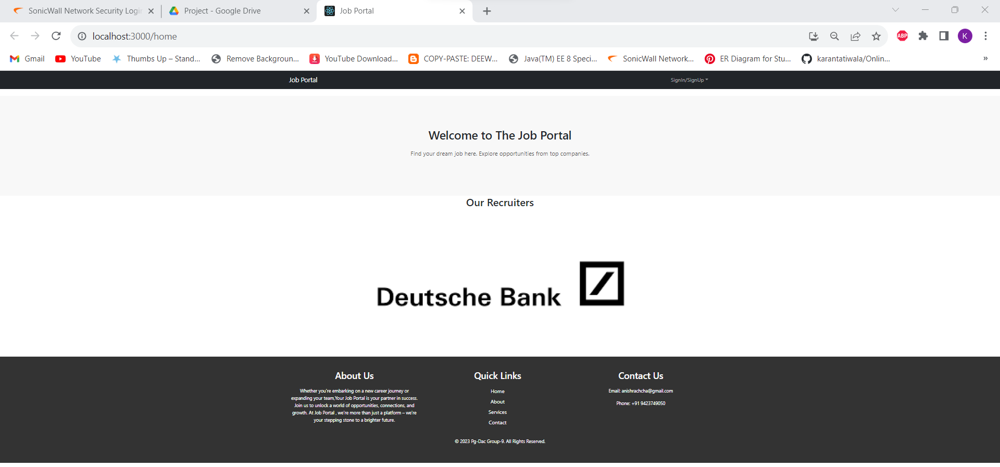 SonicWall Network Security Login
Project - Google Drive
Job Portal
localhost:3000/home
ABP
K
Gmail
YouTube
Thumbs Up – Stand...
Remove Backgroun...
YouTube Download...
COPY-PASTE: DEEW...
Java(TM) EE 8 Speci...
SonicWall Network...
ER Diagram for Stu...
karantatiwala/Onlin...
»
Job Portal
SignIn/SignUp
Welcome to The Job Portal
Find your dream job here. Explore opportunities from top companies.
Our Recruiters
Deutsche Bank
About Us
Whether you're embarking on a new career journey or
expanding your team,Your Job Portal is your partner in success.
Join us to unlock a world of opportunities, connections, and
growth. At Job Portal , we're more than just a platform – we're
your stepping stone to a brighter future.
Quick Links
Home
About
Services
Contact
Contact Us
Email: anishrachcha@gmail.com
Phone: +91 9423749050
© 2023 Pg-Dac Group-9. All Rights Reserved.